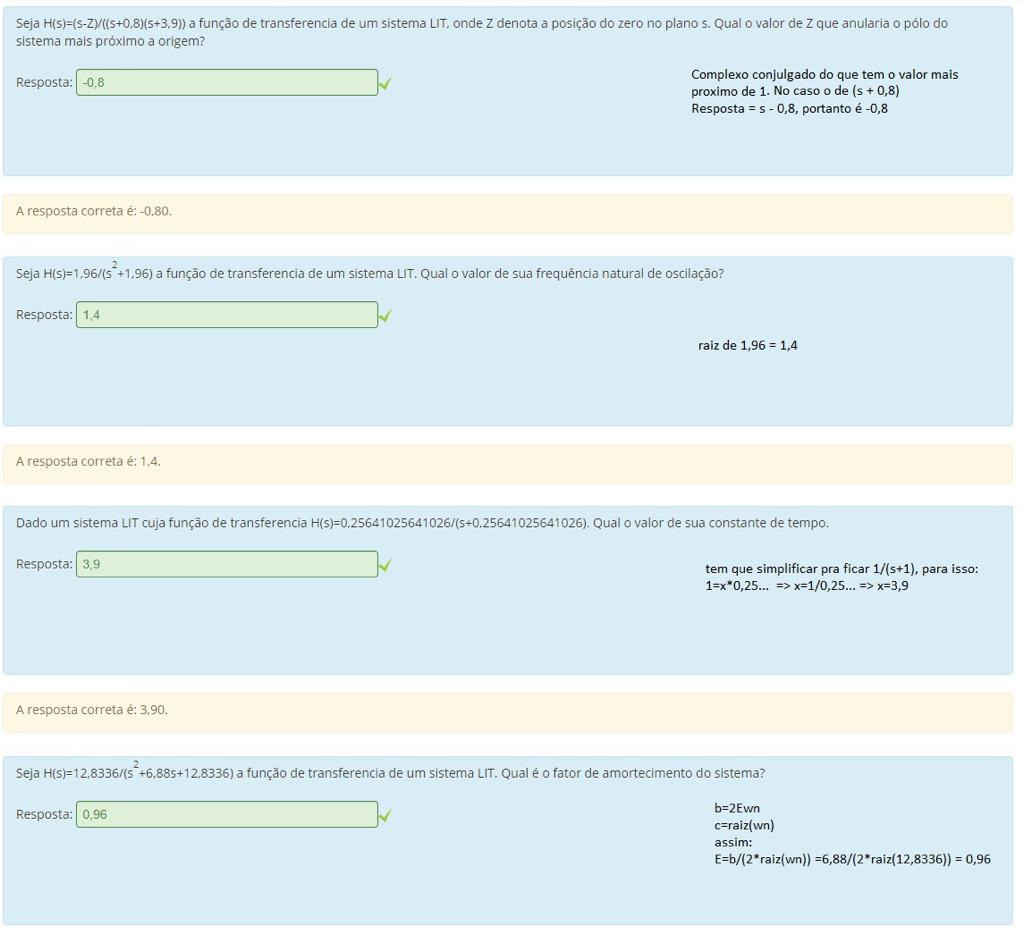 Seja H(s)=(s-Z)/((s+0,8)(s+3,9)) a função de transferencia de um sistema LIT, onde Z denota a posição do zero no plano s. Qual o valor de Z que anularia o pólo do
sistema mais próximo a origem?
Resposta: -0,8
Complexo conjulgado do que tem o valor mais
proximo de 1. No caso o de (s + 0,8)
Resposta = s - 0,8, portanto é -0,8
A resposta correta é: -0,80.
Seja H(s)=1,96/(s²+1,96) a função de transferencia de um sistema LIT. Qual o valor de sua frequência natural de oscilação?
Resposta: 1,4
raiz de 1,96 = 1,4
A resposta correta é: 1,4.
Dado um sistema LIT cuja função de transferencia H(s)=0,25641025641026/(s+0,25641025641026). Qual o valor de sua constante de tempo.
Resposta: 3,9
tem que simplificar pra ficar 1/(s+1), para isso:
1=x*0,25... => x=1/0,25... => x=3,9
A resposta correta é: 3,90.
Seja H(s)=12,8336/(s²+6,88s+12,8336) a função de transferencia de um sistema LIT. Qual é o fator de amortecimento do sistema?
Resposta: 0,96
b=2Ewn
c=raiz(wn)
assim:
E=b/(2*raiz(wn)) =6,88/(2*raiz(12,8336)) = 0,96